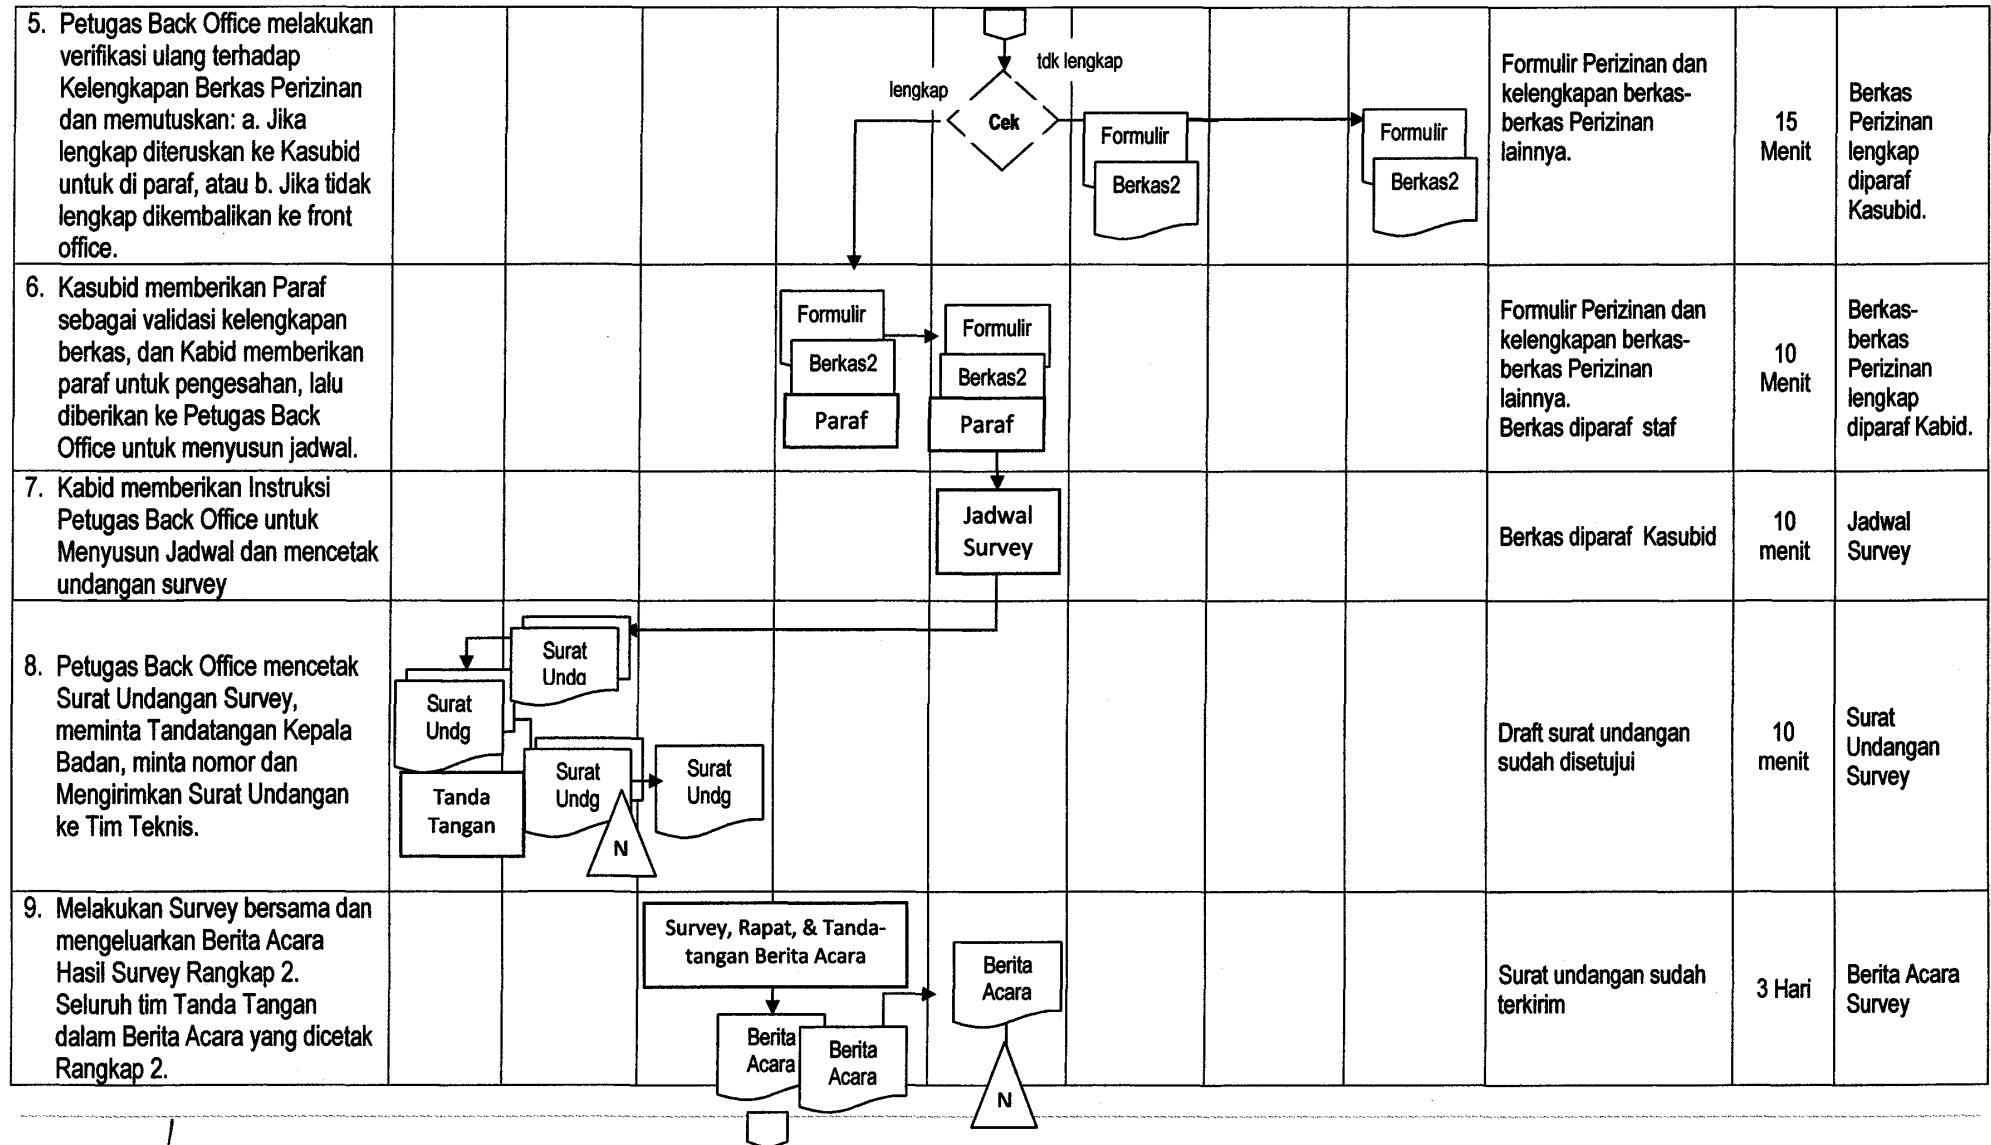 5. Petugas Back Office melakukan
verifikasi ulang terhadap
Kelengkapan Berkas Perizinan
dan memutuskan: a. Jika
lengkap diteruskan ke Kasubid
untuk di paraf, atau b. Jika tidak
lengkap dikembalikan ke front
office.
lengkap
tdk lengkap
Cek
Formulir
Berkas2
Formulir
Berkas2
Formulir Perizinan dan
kelengkapan berkas-
berkas Perizinan
lainnya.
15
Menit
Berkas
Perizinan
lengkap
diparaf
Kasubid.
6. Kasubid memberikan Paraf
sebagai validasi kelengkapan
berkas, dan Kabid memberikan
paraf untuk pengesahan, lalu
diberikan ke Petugas Back
Office untuk menyusun jadwal.
Formulir
Berkas2
Paraf
Formulir
Berkas2
Paraf
Formulir Perizinan dan
kelengkapan berkas-
berkas Perizinan
lainnya.
Berkas diparaf staf
10
Menit
Berkas-
berkas
Perizinan
lengkap
diparaf Kabid.
7. Kabid memberikan Instruksi
Petugas Back Office untuk
Menyusun Jadwal dan mencetak
undangan survey
Jadwal
Survey
Berkas diparaf Kasubid
10
menit
Jadwal
Survey
8. Petugas Back Office mencetak
Surat Undangan Survey,
meminta Tandatangan Kepala
Badan, minta nomor dan
Mengirimkan Surat Undangan
ke Tim Teknis.
Surat
Undg
Surat
Undg
Tanda
Tangan
Surat
Undg
N
Surat
Undg
Draft surat undangan
sudah disetujui
10
menit
Surat
Undangan
Survey
9. Melakukan Survey bersama dan
mengeluarkan Berita Acara
Hasil Survey Rangkap 2.
Seluruh tim Tanda Tangan
dalam Berita Acara yang dicetak
Rangkap 2.
Survey, Rapat, & Tanda-
tangan Berita Acara
Berita
Acara
Berita
Acara
Berita
Acara
N
Surat undangan sudah
terkirim
3 Hari
Berita Acara
Survey